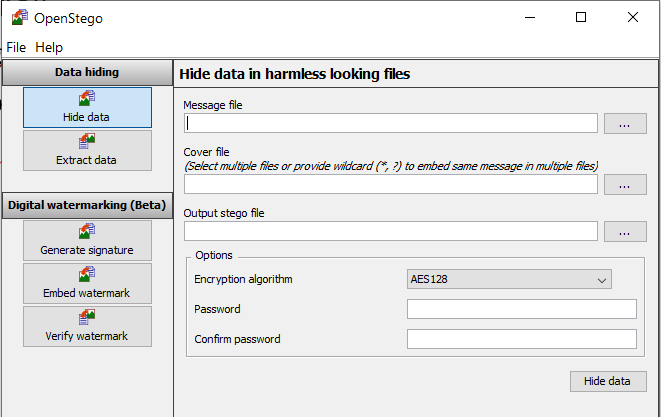 OpenStego
File Help
Data hiding
Hide data
Extract data
Digital watermarking (Beta)
Generate signature
Embed watermark
Verify watermark
Hide data in harmless looking files
Message file
...
Cover file
(Select multiple files or provide wildcard (*, ?) to embed same message in multiple files)
...
Output stego file
...
Options
Encryption algorithm AES128
Password
Confirm password
Hide data